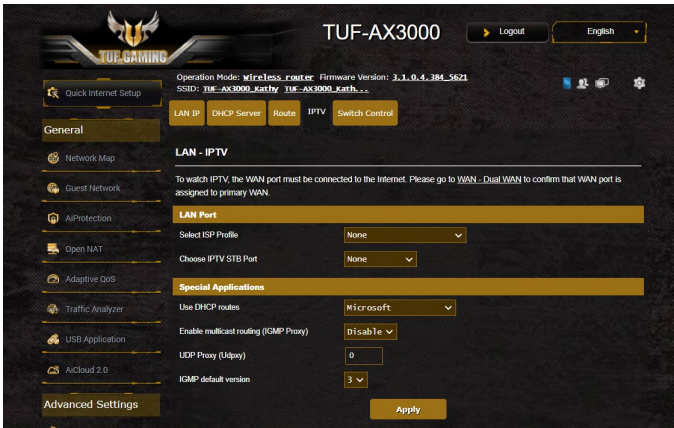 TUF GAMING
TUF-AX3000
Logout
English
Quick Internet Setup
Operation Mode: Wireless router Firmware Version: 3.1.0.4.384_5621
SSID: TUF-AX3000_Kathy TUF-AX3000_Kath...
LAN IP DHCP Server Route IPTV Switch Control
General
Network Map
Guest Network
AiProtection
Open NAT
Adaptive QoS
Traffic Analyzer
USB Application
AiCloud 2.0
Advanced Settings
LAN - IPTV
To watch IPTV, the WAN port must be connected to the Internet. Please go to WAN - Dual WAN to confirm that WAN port is
assigned to primary WAN.
LAN Port
Select ISP Profile None
Choose IPTV STB Port None
Special Applications
Use DHCP routes Microsoft
Enable multicast routing (IGMP Proxy) Disable
UDP Proxy (Udpxy) 0
IGMP default version 3
Apply